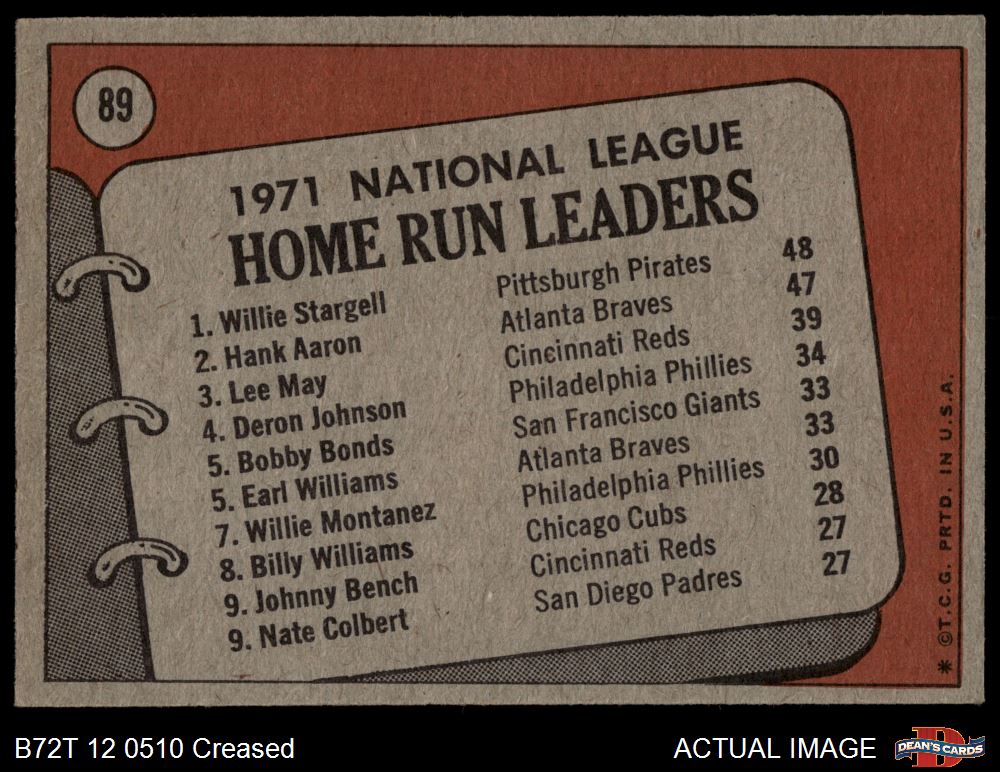 89
1971 NATIONAL LEAGUE
HOME RUN LEADERS
1. Willie Stargell Pittsburgh Pirates 48
2. Hank Aaron Atlanta Braves 47
3. Lee May Cincinnati Reds 39
4. Deron Johnson Philadelphia Phillies 34
5. Bobby Bonds San Francisco Giants 33
5. Earl Williams Atlanta Braves 33
7. Willie Montanez Philadelphia Phillies 30
8. Billy Williams Chicago Cubs 28
9. Johnny Bench Cincinnati Reds 27
9. Nate Colbert San Diego Padres 27
* ©T.C.G. PRTD. IN U.S.A.
B72T 12 0510 Creased ACTUAL IMAGE
DEAN'S CARDS